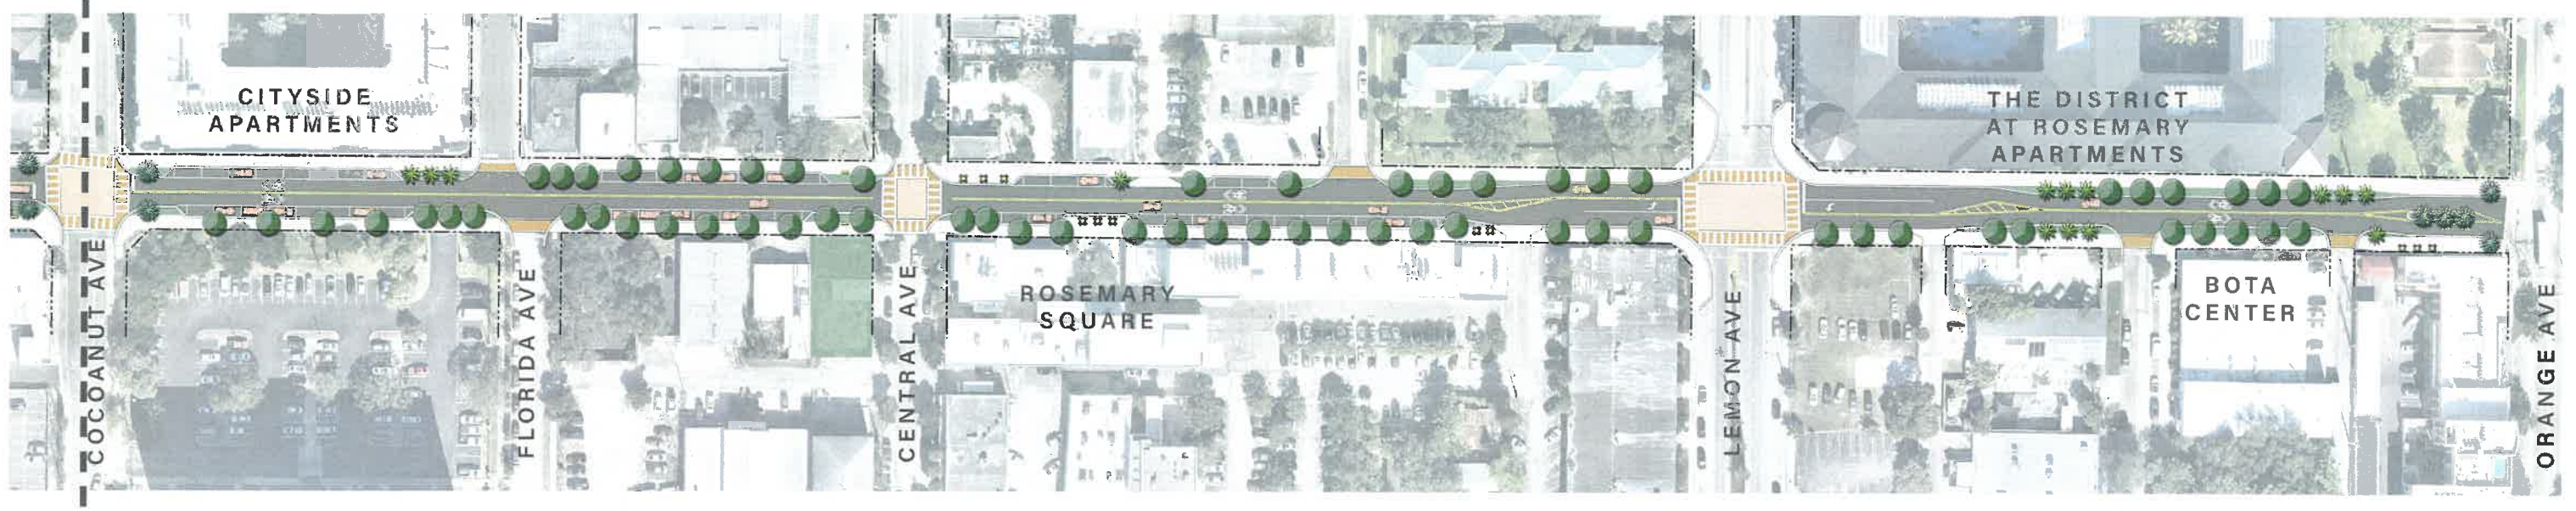 CITYSIDE
APARTMENTS
THE DISTRICT
AT ROSEMARY
APARTMENTS
COCOANUT AVE
FLORIDA AVE
CENTRAL AVE
ROSEMARY
SQUARE
LEMON AVE
BOTA
CENTER
ORANGE AVE